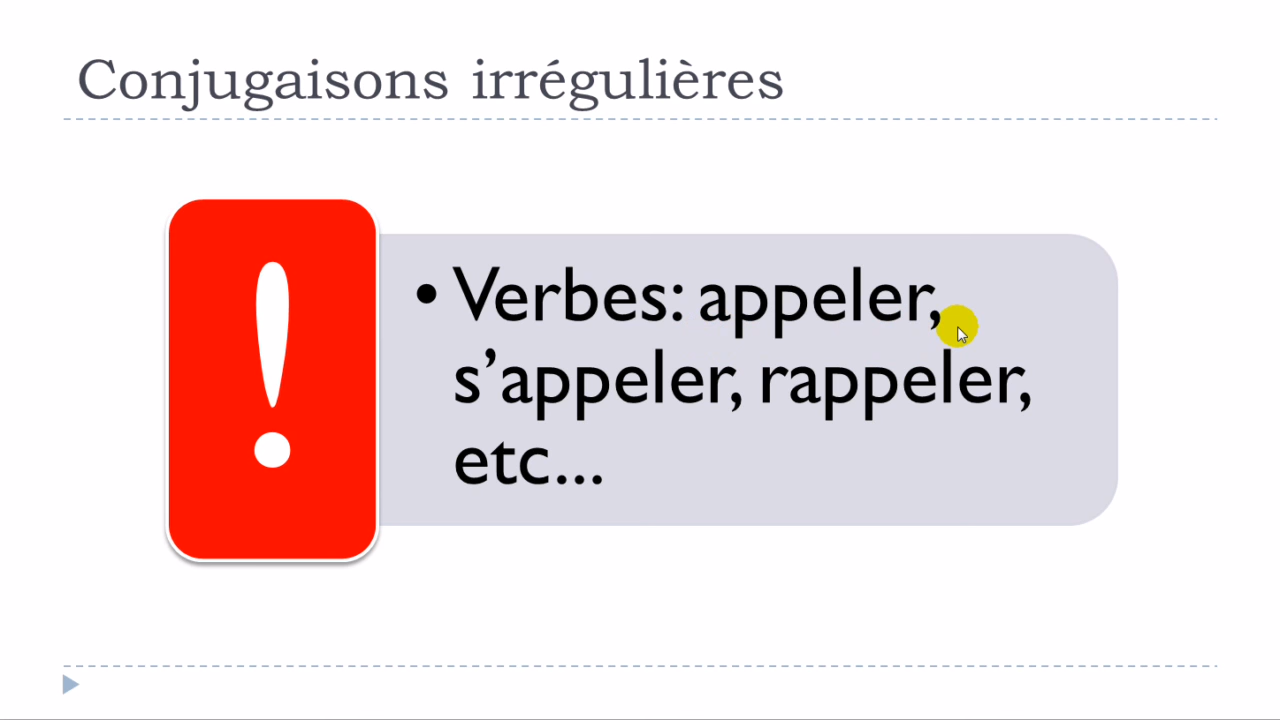 Conjugaisons irrégulières
!
• Verbes: appeler,
s’appeler, rappeler,
etc…